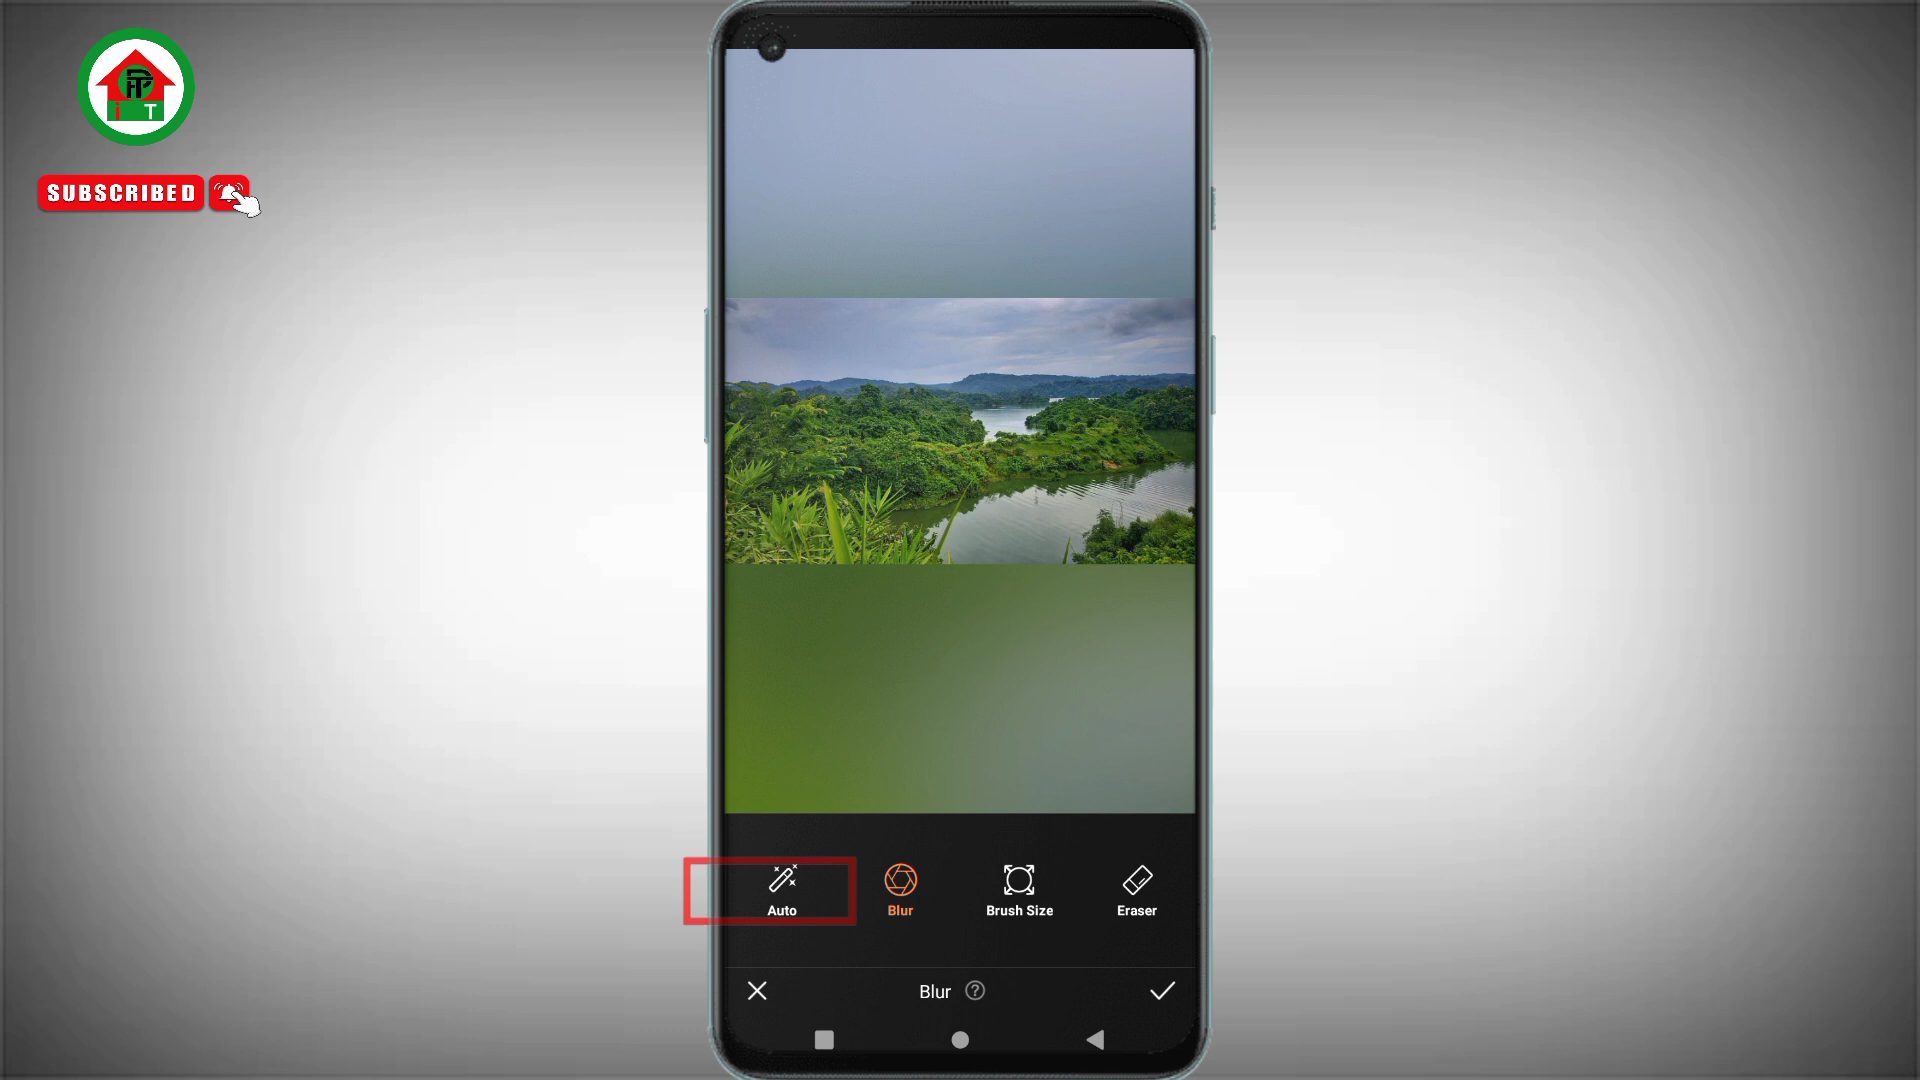 i T
SUBSCRIBED
Auto
Blur
Brush Size
Eraser
Blur ?